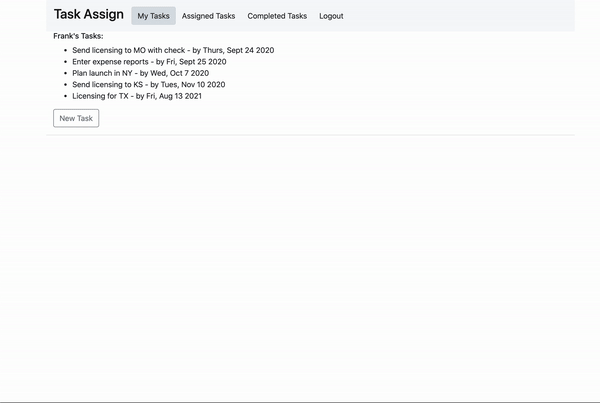 Task Assign My Tasks Assigned Tasks Completed Tasks Logout
Frank's Tasks:
Send licensing to MO with check - by Thurs, Sept 24 2020
Enter expense reports - by Fri, Sept 25 2020
Plan launch in NY - by Wed, Oct 7 2020
Send licensing to KS - by Tues, Nov 10 2020
Licensing for TX - by Fri, Aug 13 2021
New Task